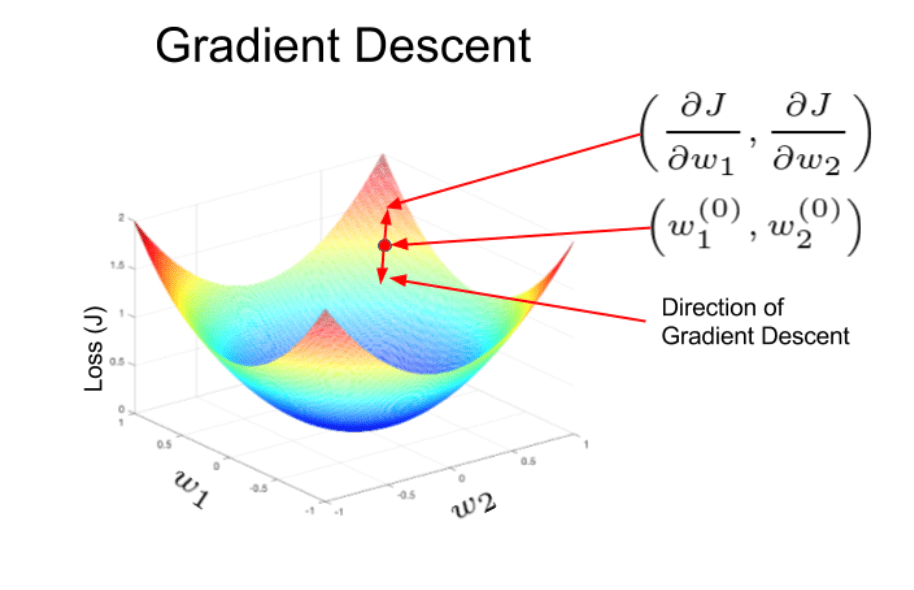 Gradient Descent
(∂J/∂w₁, ∂J/∂w₂)
(w₁⁽⁰⁾, w₂⁽⁰⁾)
Direction of
Gradient Descent
Loss (J)
2
1.5
1
0.5
0
1
0.5
0
-0.5
-1
w₁
-1
-0.5
0
0.5
1
w₂